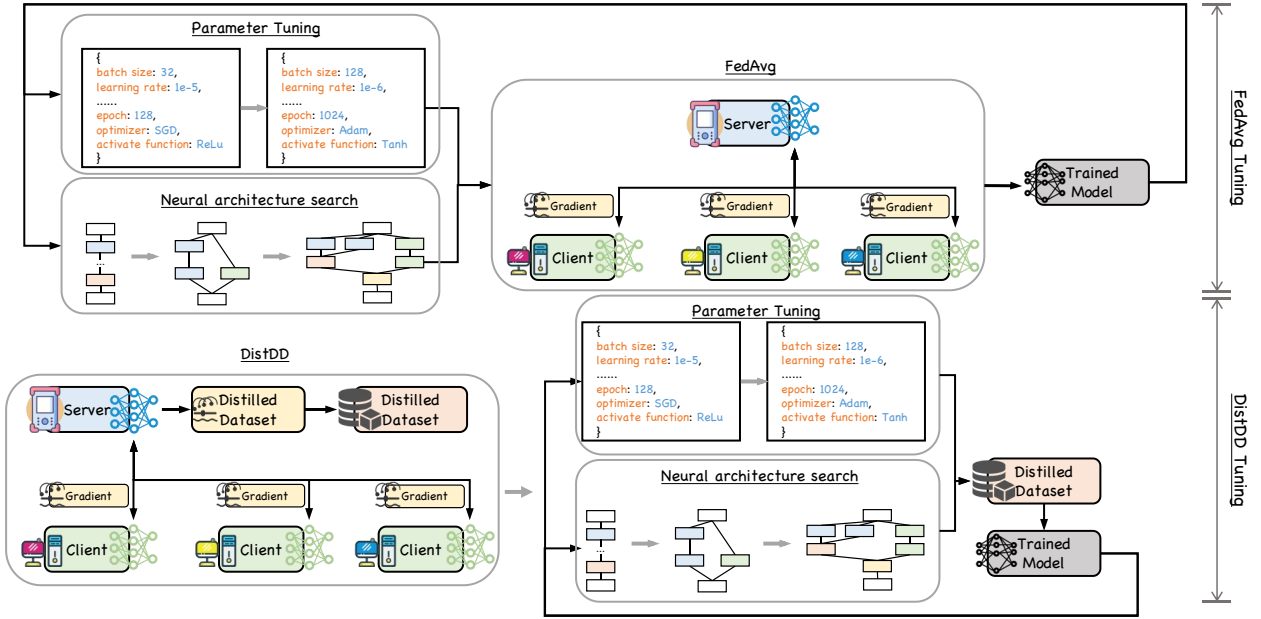 Parameter Tuning
{
batch size: 32,
learning rate: 1e-5,
......
epoch: 128,
optimizer: SGD,
activate function: ReLu
}
{
batch size: 128,
learning rate: 1e-6,
......
epoch: 1024,
optimizer: Adam,
activate function: Tanh
}
Neural architecture search
...
FedAvg
Server
Gradient
Gradient
Gradient
Client
Client
Client
Trained
Model
FedAvg Tuning
DistDD
Server
Distilled
Dataset
Distilled
Dataset
Gradient
Gradient
Gradient
Client
Client
Client
Parameter Tuning
{
batch size: 32,
learning rate: 1e-5,
......
epoch: 128,
optimizer: SGD,
activate function: ReLu
}
{
batch size: 128,
learning rate: 1e-6,
......
epoch: 1024,
optimizer: Adam,
activate function: Tanh
}
Neural architecture search
...
Distilled
Dataset
Trained
Model
DistDD Tuning